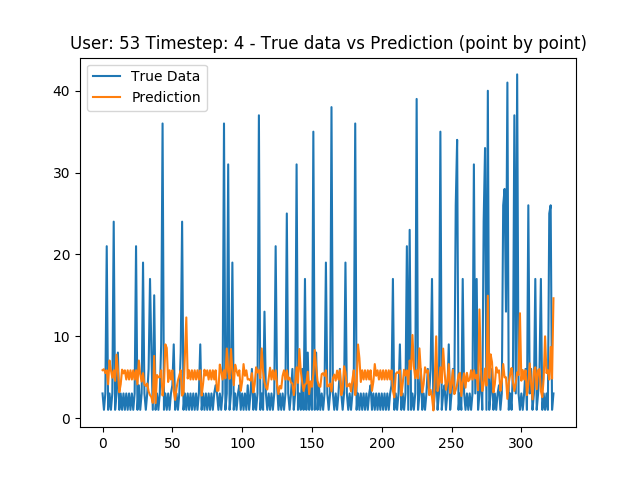 User: 53 Timestep: 4 - True data vs Prediction (point by point)
True Data
Prediction
40
30
20
10
0
0 50 100 150 200 250 300